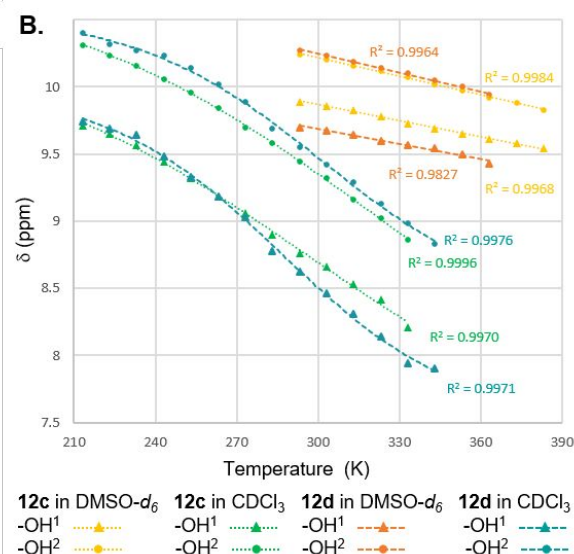 B.
R² = 0.9964
R² = 0.9984
R² = 0.9827
R² = 0.9968
R² = 0.9976
R² = 0.9996
R² = 0.9970
R² = 0.9971
10
9.5
9
8.5
8
7.5
δ (ppm)
210 240 270 300 330 360 390
Temperature (K)
12c in DMSO-d₆ 12c in CDCl₃ 12d in DMSO-d₆ 12d in CDCl₃
-OH¹ -OH¹ -OH¹ -OH¹
-OH² -OH² -OH² -OH²